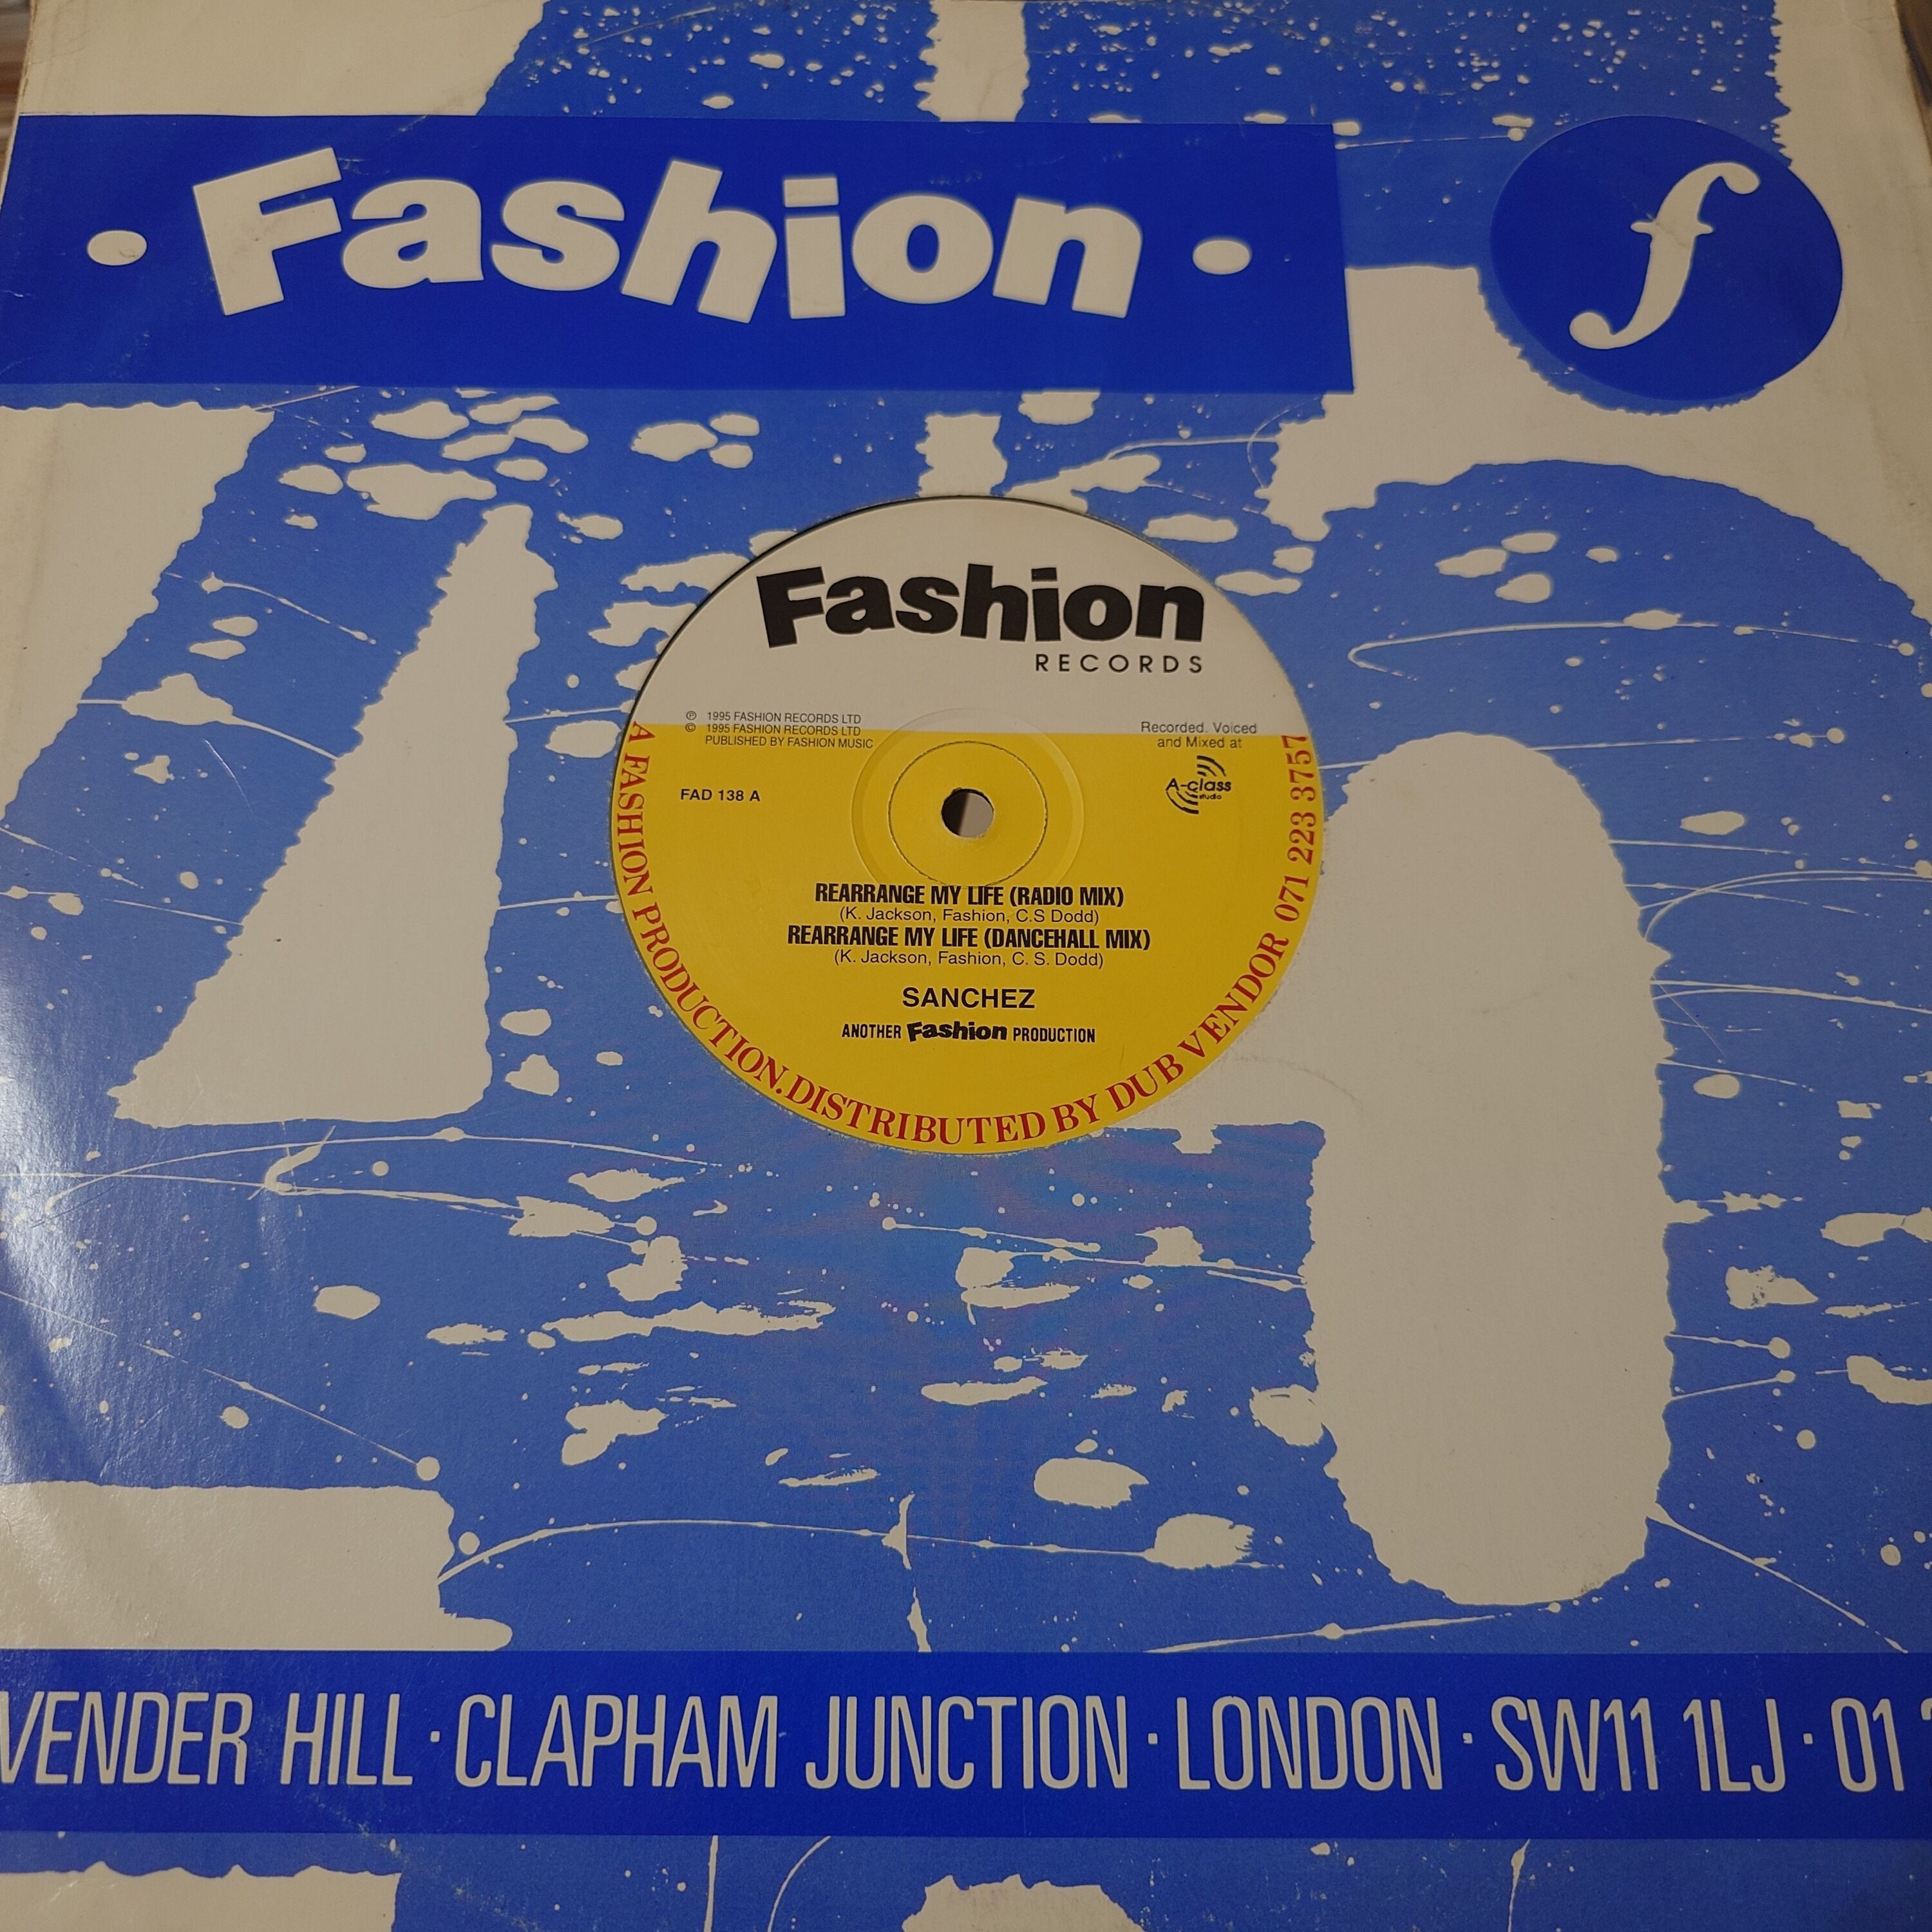 · Fashion ·
f
Fashion
RECORDS
℗ 1995 FASHION RECORDS LTD
© 1995 FASHION RECORDS LTD
PUBLISHED BY FASHION MUSIC
Recorded, Voiced
and Mixed at
A-class
studio
FAD 138 A
REARRANGE MY LIFE (RADIO MIX)
(K. Jackson, Fashion, C.S Dodd)
REARRANGE MY LIFE (DANCEHALL MIX)
(K. Jackson, Fashion, C. S. Dodd)
SANCHEZ
ANOTHER Fashion PRODUCTION
A FASHION PRODUCTION.DISTRIBUTED BY DUB VENDOR 071 223 3757
VENDER HILL · CLAPHAM JUNCTION · LONDON · SW11 1LJ · 01